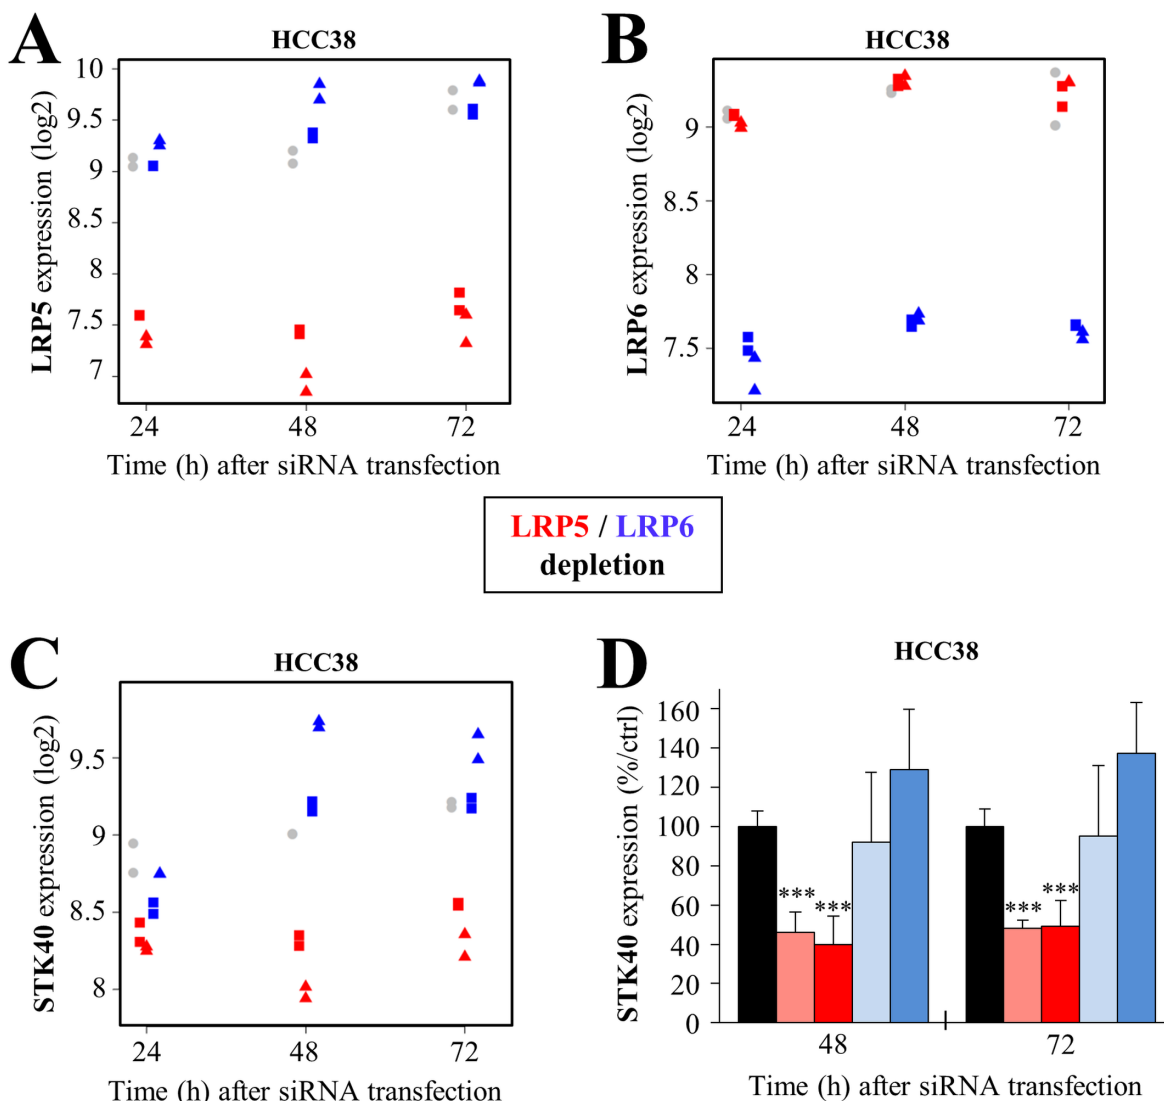 A
HCC38
LRP5 expression (log2)
10
9.5
9
8.5
8
7.5
7
24
48
72
Time (h) after siRNA transfection
B
HCC38
LRP6 expression (log2)
9
8.5
8
7.5
24
48
72
Time (h) after siRNA transfection
LRP5 / LRP6
depletion
C
HCC38
STK40 expression (log2)
9.5
9
8.5
8
24
48
72
Time (h) after siRNA transfection
D
HCC38
STK40 expression (%/ctrl)
160
140
120
100
80
60
40
20
0
***
***
***
***
48
72
Time (h) after siRNA transfection